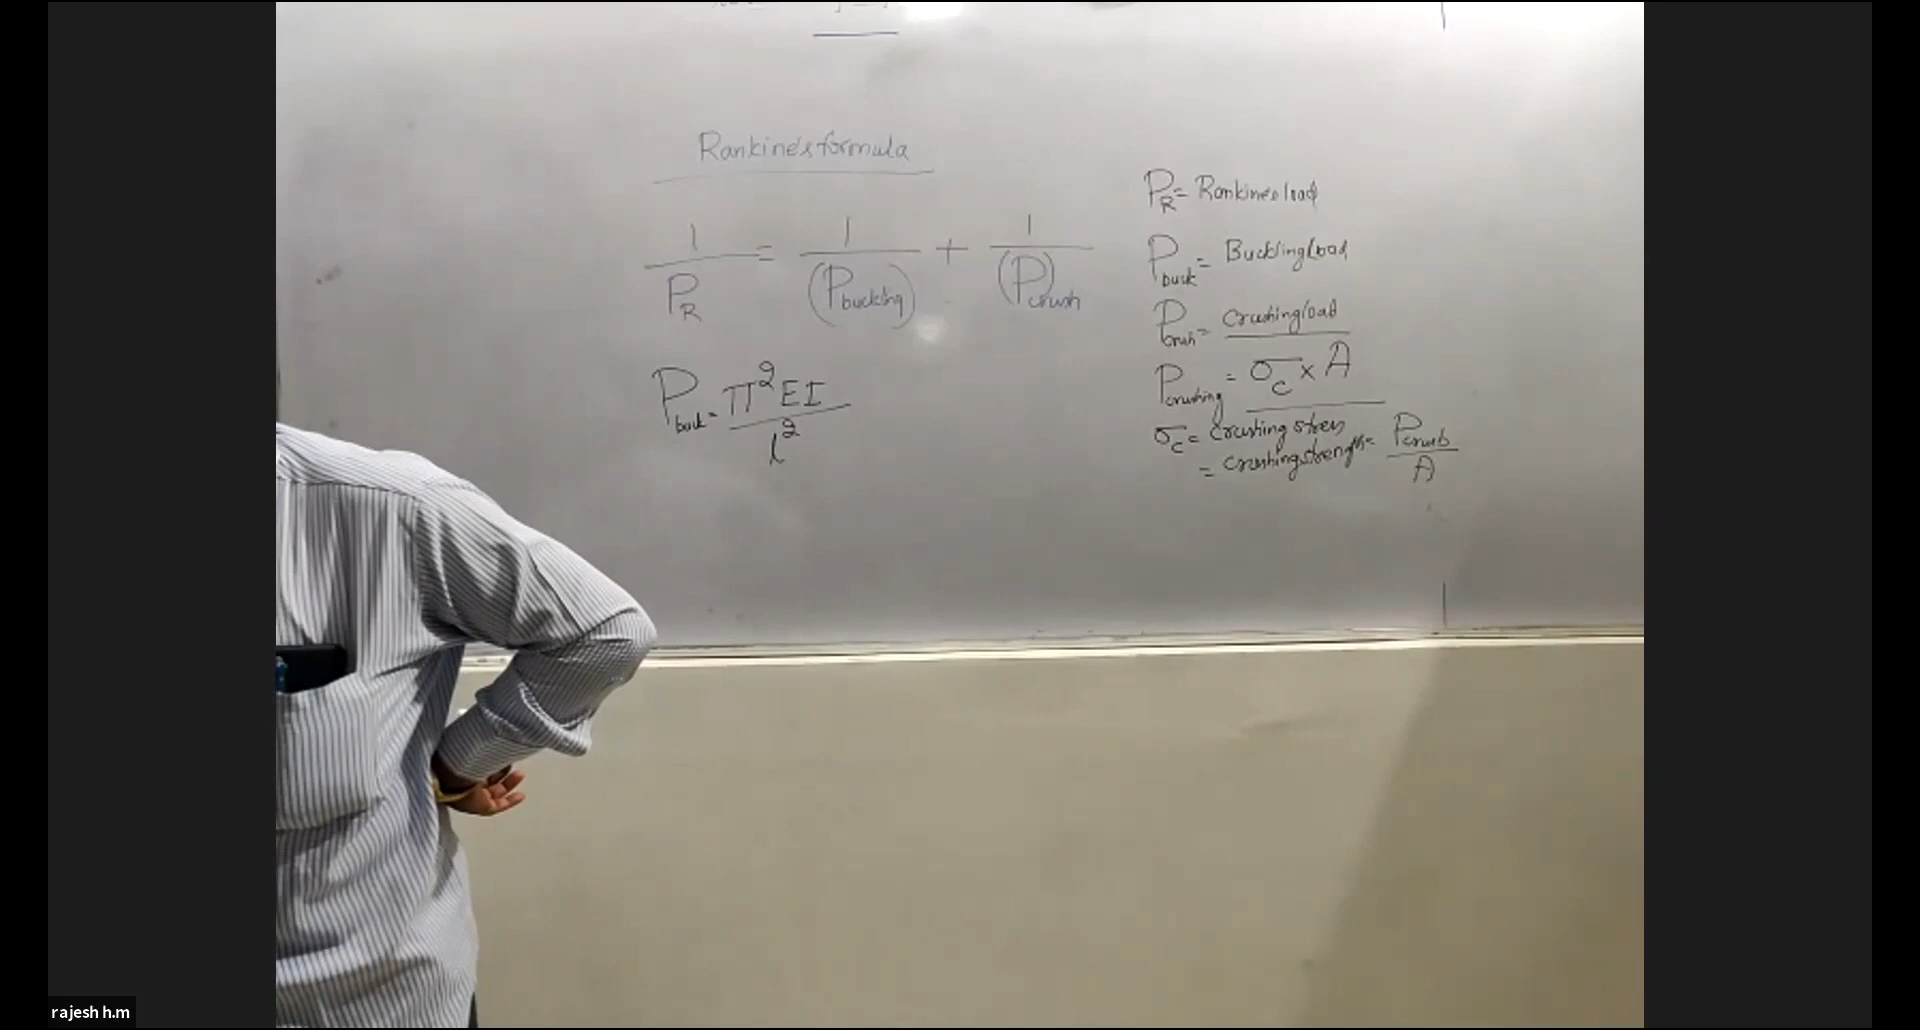 Rankine's formula
1/P_R = 1/(P_buckling) + 1/(P)_crush
P_buck = π²EI/l²
P_R = Rankine's load
P_buck = Buckling load
P_crush = crushing load
P_crushing = σ_c × A
σ_c = crushing stress
= crushing strength = P_crush/A
rajesh h.m